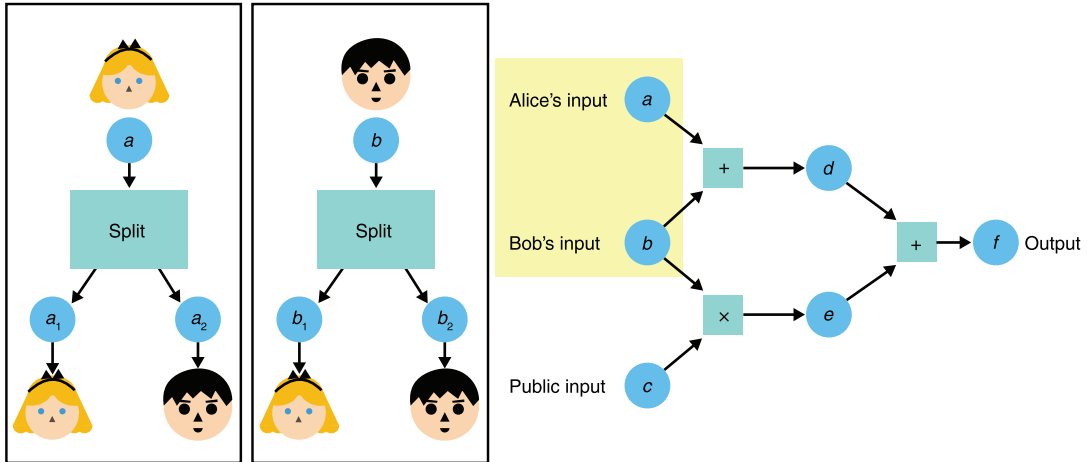 a
Split
a₁
a₂
b
Split
b₁
b₂
Alice's input
a
+
d
Bob's input
b
+
f
Output
×
e
Public input
c